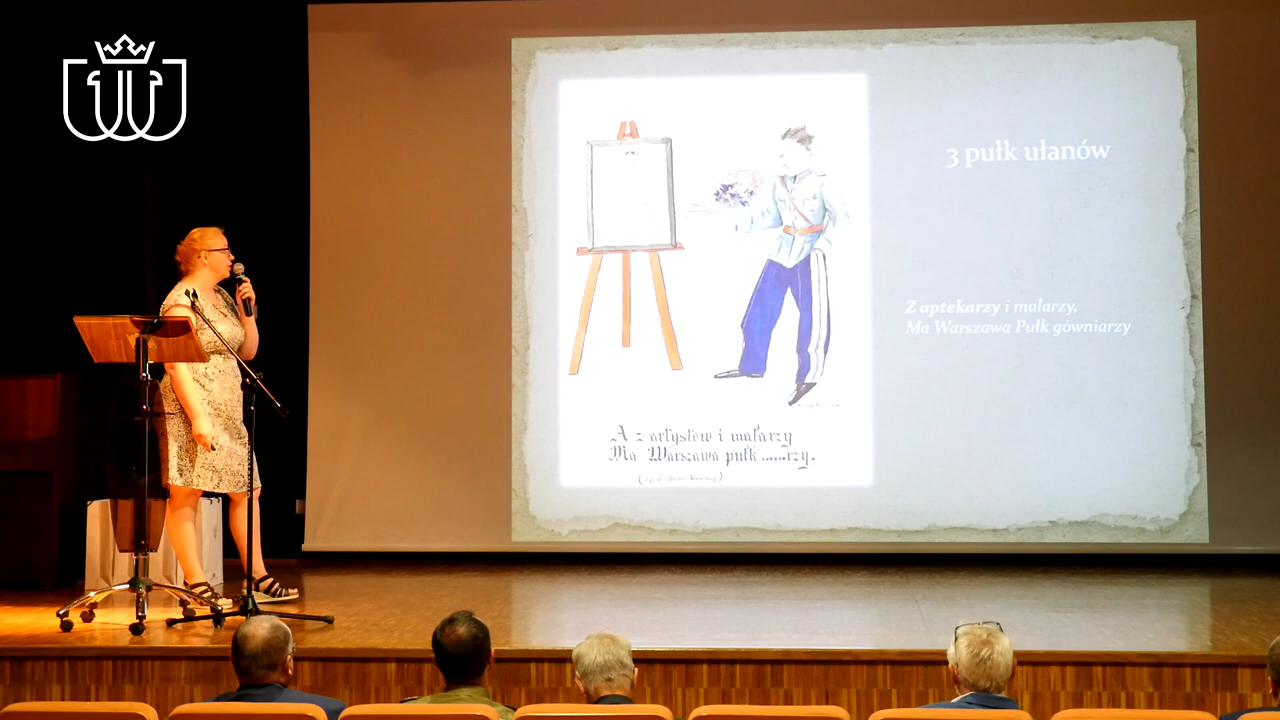 3 pułk ułanów
Z aptekarzy i malarzy,
Ma Warszawa Pułk gówniarzy
A z artystów i malarzy
Ma Warszawa pułk ......rzy.